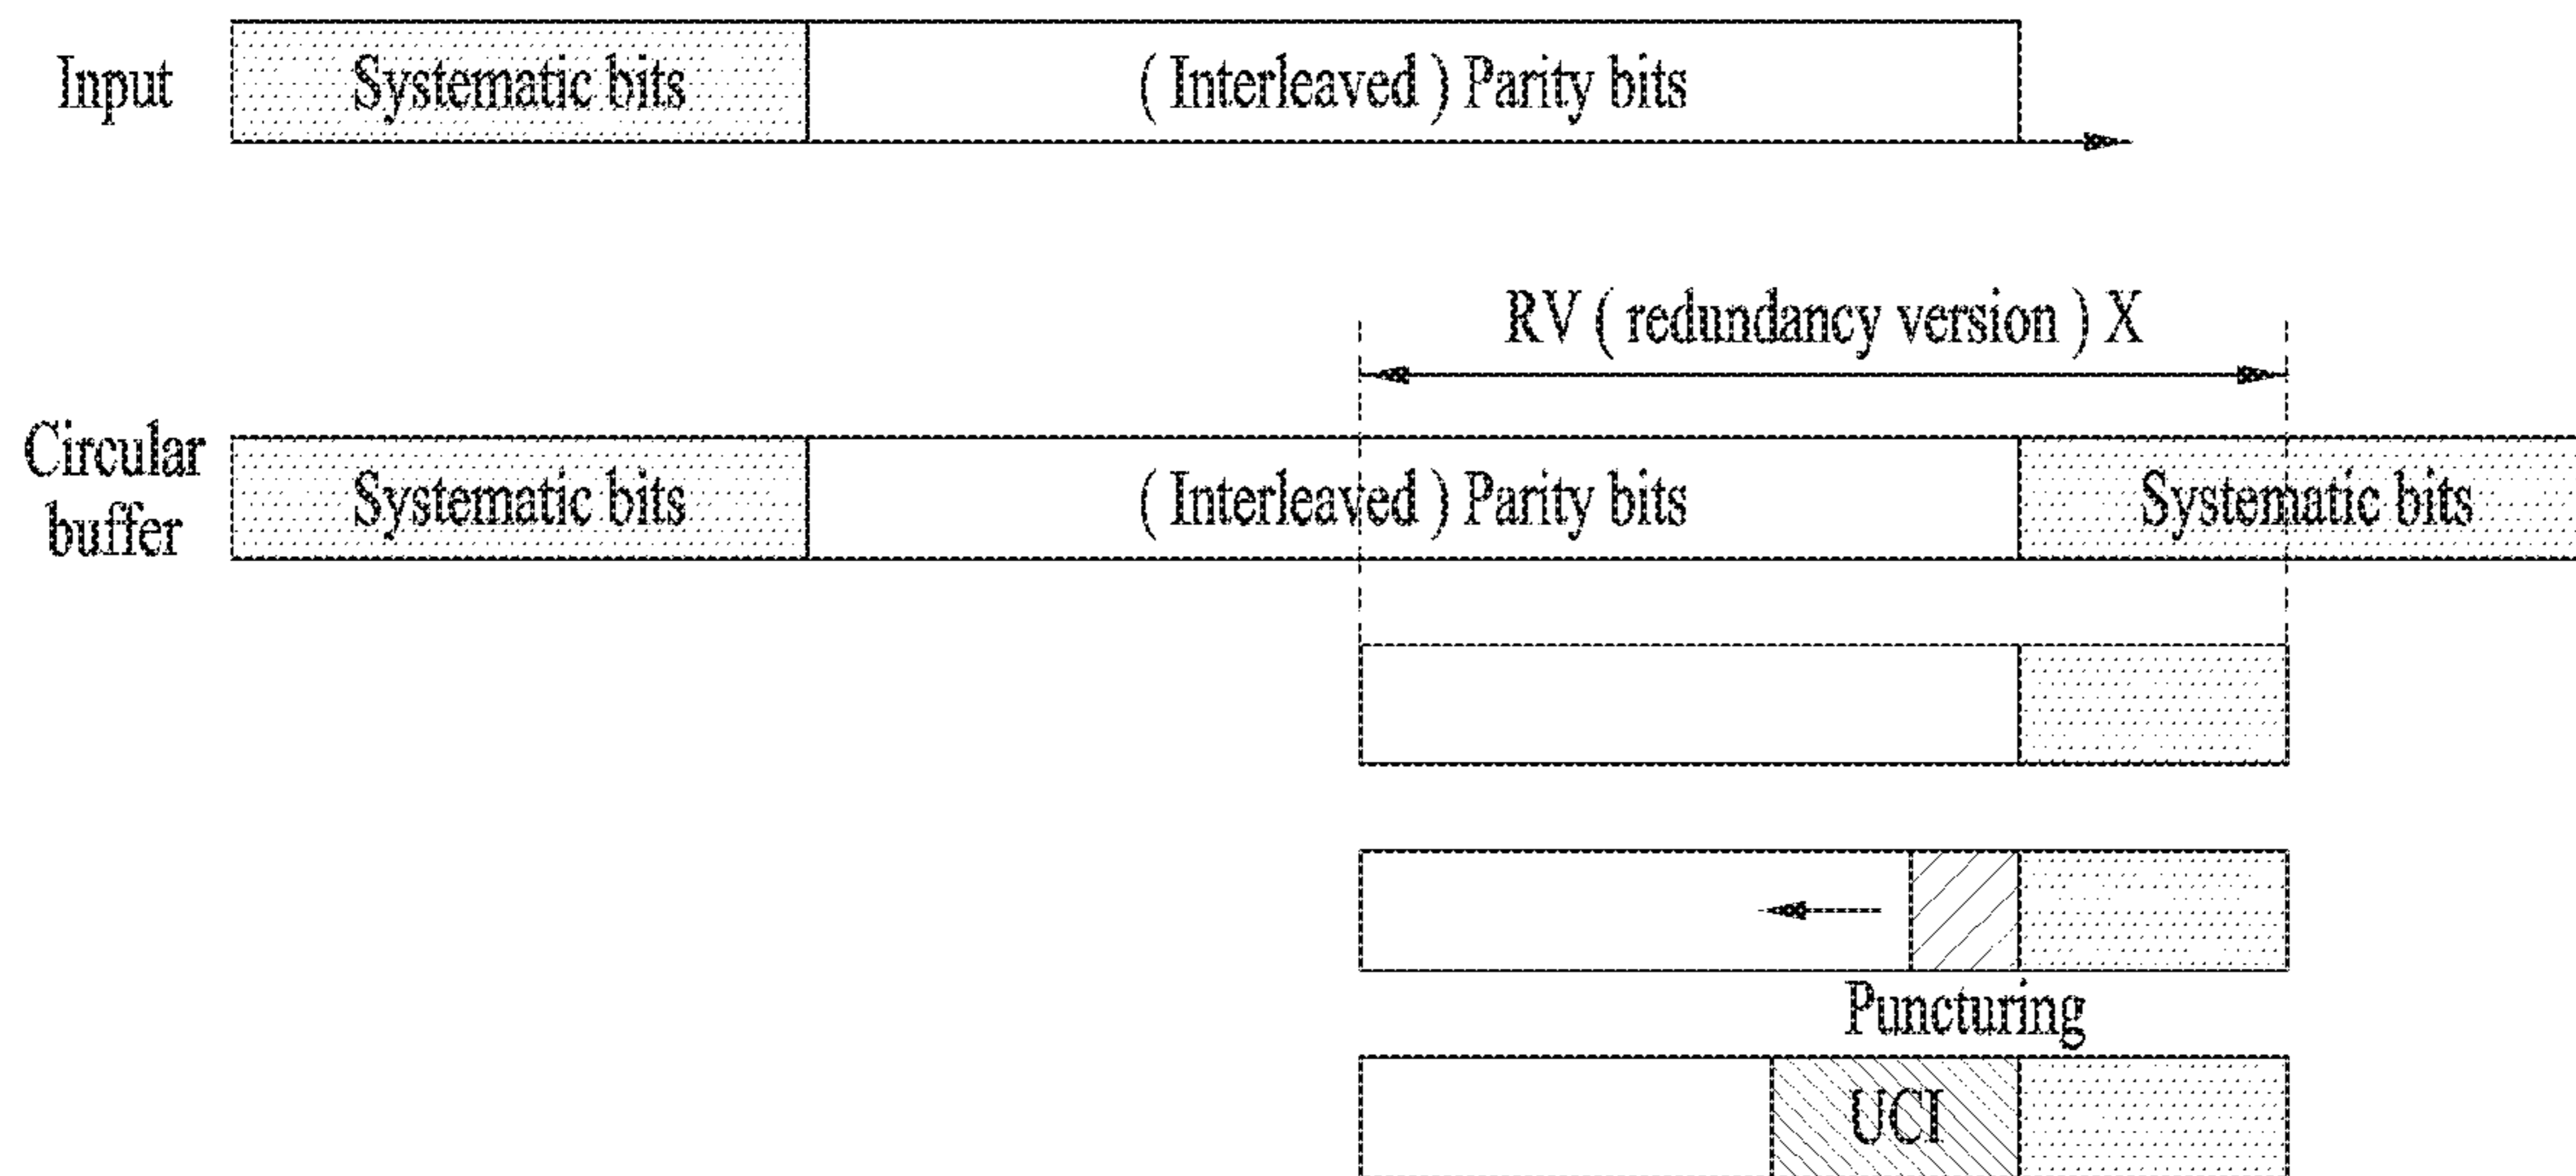 Input
Systematic bits
( Interleaved ) Parity bits
RV ( redundancy version ) X
Circular
buffer
Systematic bits
( Interleaved ) Parity bits
Systematic bits
Puncturing
UCI